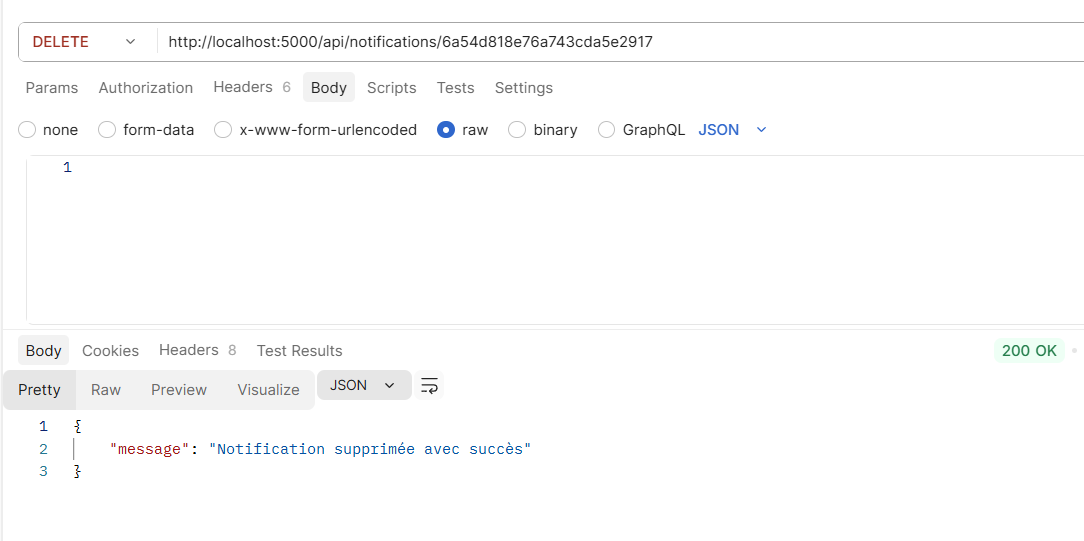 DELETE http://localhost:5000/api/notifications/6a54d818e76a743cda5e2917
Params Authorization Headers 6 Body Scripts Tests Settings
none form-data x-www-form-urlencoded raw binary GraphQL JSON
1
Body Cookies Headers 8 Test Results 200 OK
Pretty Raw Preview Visualize JSON
1 {
2 "message": "Notification supprimée avec succès"
3 }